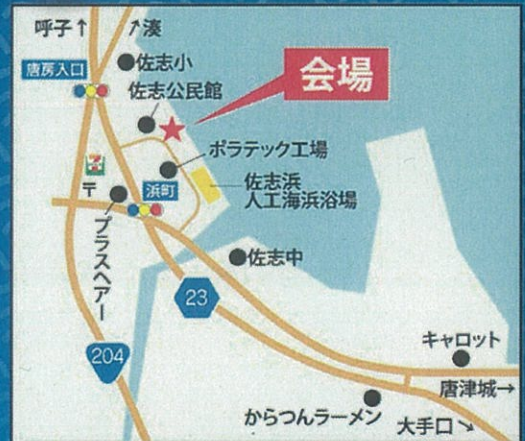 呼子↑
↗湊
佐志小
唐房入口
佐志公民館
会場
ポラテック工場
佐志浜
人工海浜浴場
7
〒
浜町
プラスヘアー
佐志中
23
204
キャロット
唐津城→
からつんラーメン
大手口↘